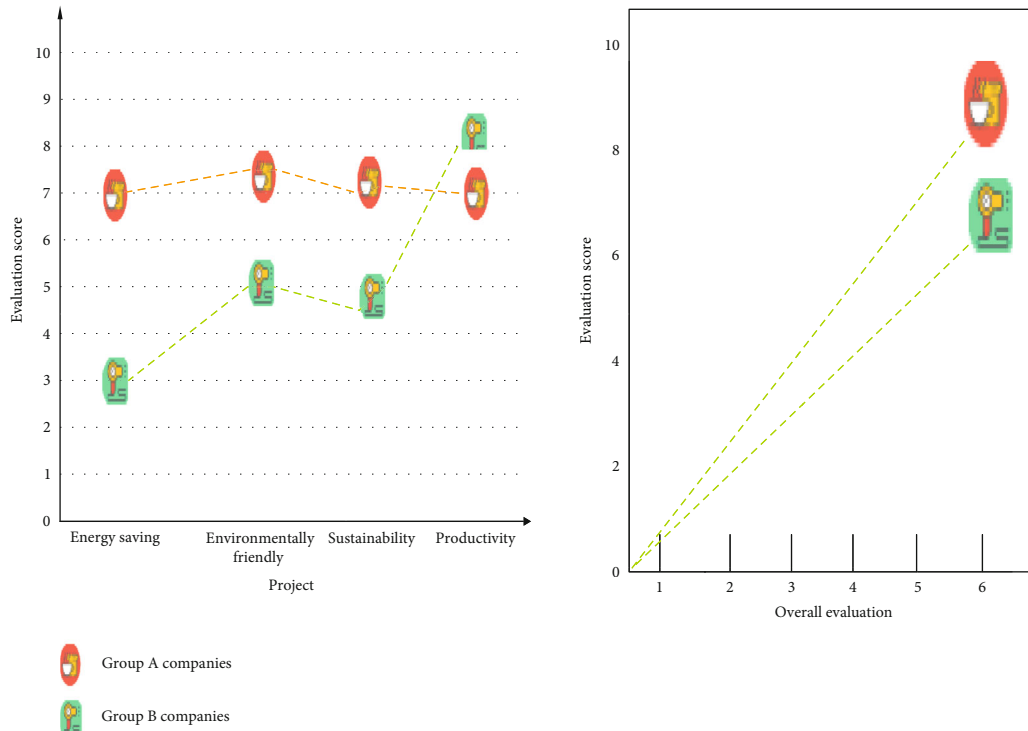 10
9
8
7
6
5
4
3
2
1
0
Evaluation score
Energy saving
Environmentally
friendly
Sustainability
Productivity
Project
10
8
6
4
2
0
Evaluation score
1
2
3
4
5
6
Overall evaluation
Group A companies
Group B companies